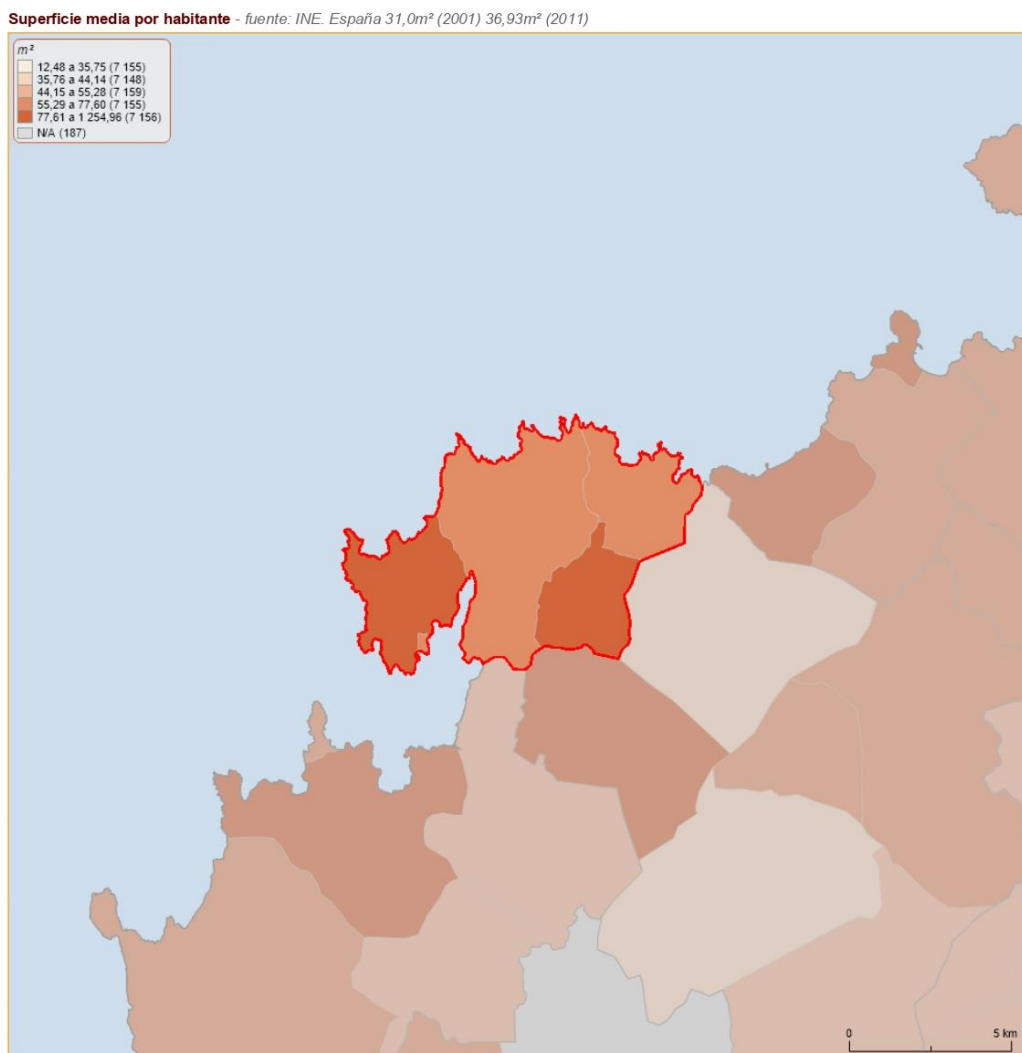 Superficie media por habitante - fuente: INE. España 31,0m² (2001) 36,93m² (2011)
m²
12,48 a 35,75 (7 155)
35,76 a 44,14 (7 148)
44,15 a 55,28 (7 159)
55,29 a 77,60 (7 155)
77,61 a 1 254,96 (7 156)
N/A (187)
0 5 km